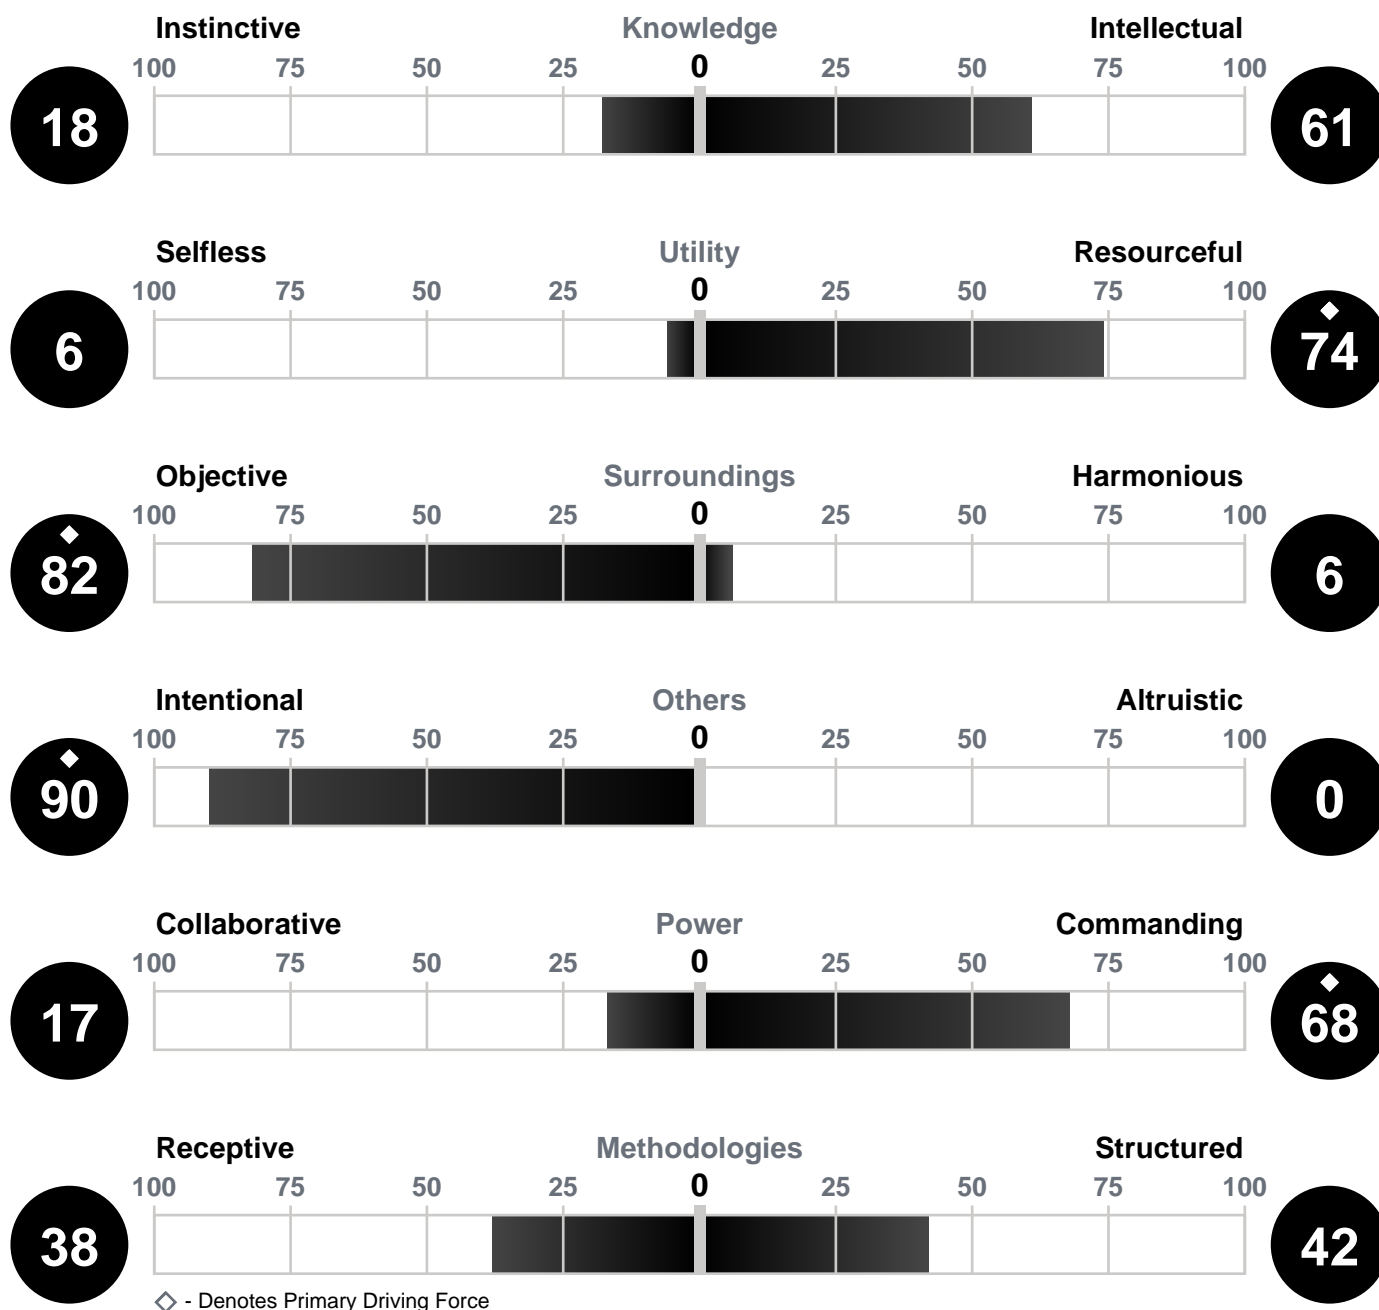 Instinctive Knowledge Intellectual
100 75 50 25 0 25 50 75 100
18 61
Selfless Utility Resourceful
100 75 50 25 0 25 50 75 100
6 74
Objective Surroundings Harmonious
100 75 50 25 0 25 50 75 100
82 6
Intentional Others Altruistic
100 75 50 25 0 25 50 75 100
90 0
Collaborative Power Commanding
100 75 50 25 0 25 50 75 100
17 68
Receptive Methodologies Structured
100 75 50 25 0 25 50 75 100
38 42
- Denotes Primary Driving Force